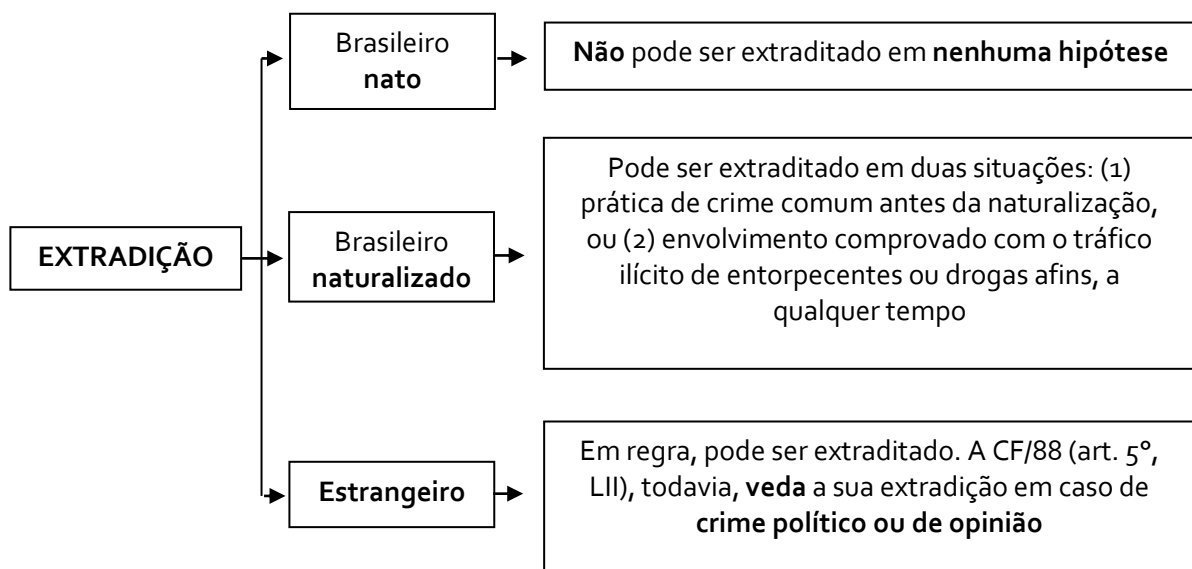 EXTRADIÇÃO
Brasileiro
nato
Não pode ser extraditado em nenhuma hipótese
Brasileiro
naturalizado
Pode ser extraditado em duas situações: (1)
prática de crime comum antes da naturalização,
ou (2) envolvimento comprovado com o tráfico
ilícito de entorpecentes ou drogas afins, a
qualquer tempo
Estrangeiro
Em regra, pode ser extraditado. A CF/88 (art. 5°,
LII), todavia, veda a sua extradição em caso de
crime político ou de opinião